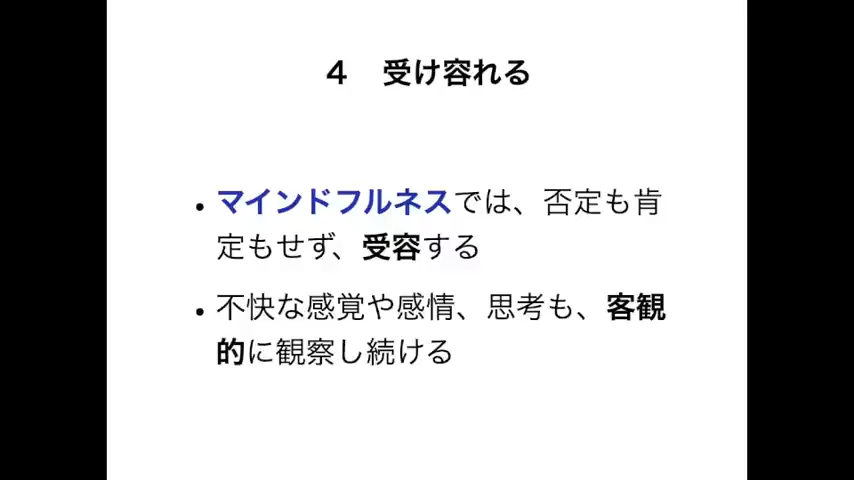 ４　受け容れる
• マインドフルネスでは、否定も肯
定もせず、受容する
• 不快な感覚や感情、思考も、客観
的に観察し続ける